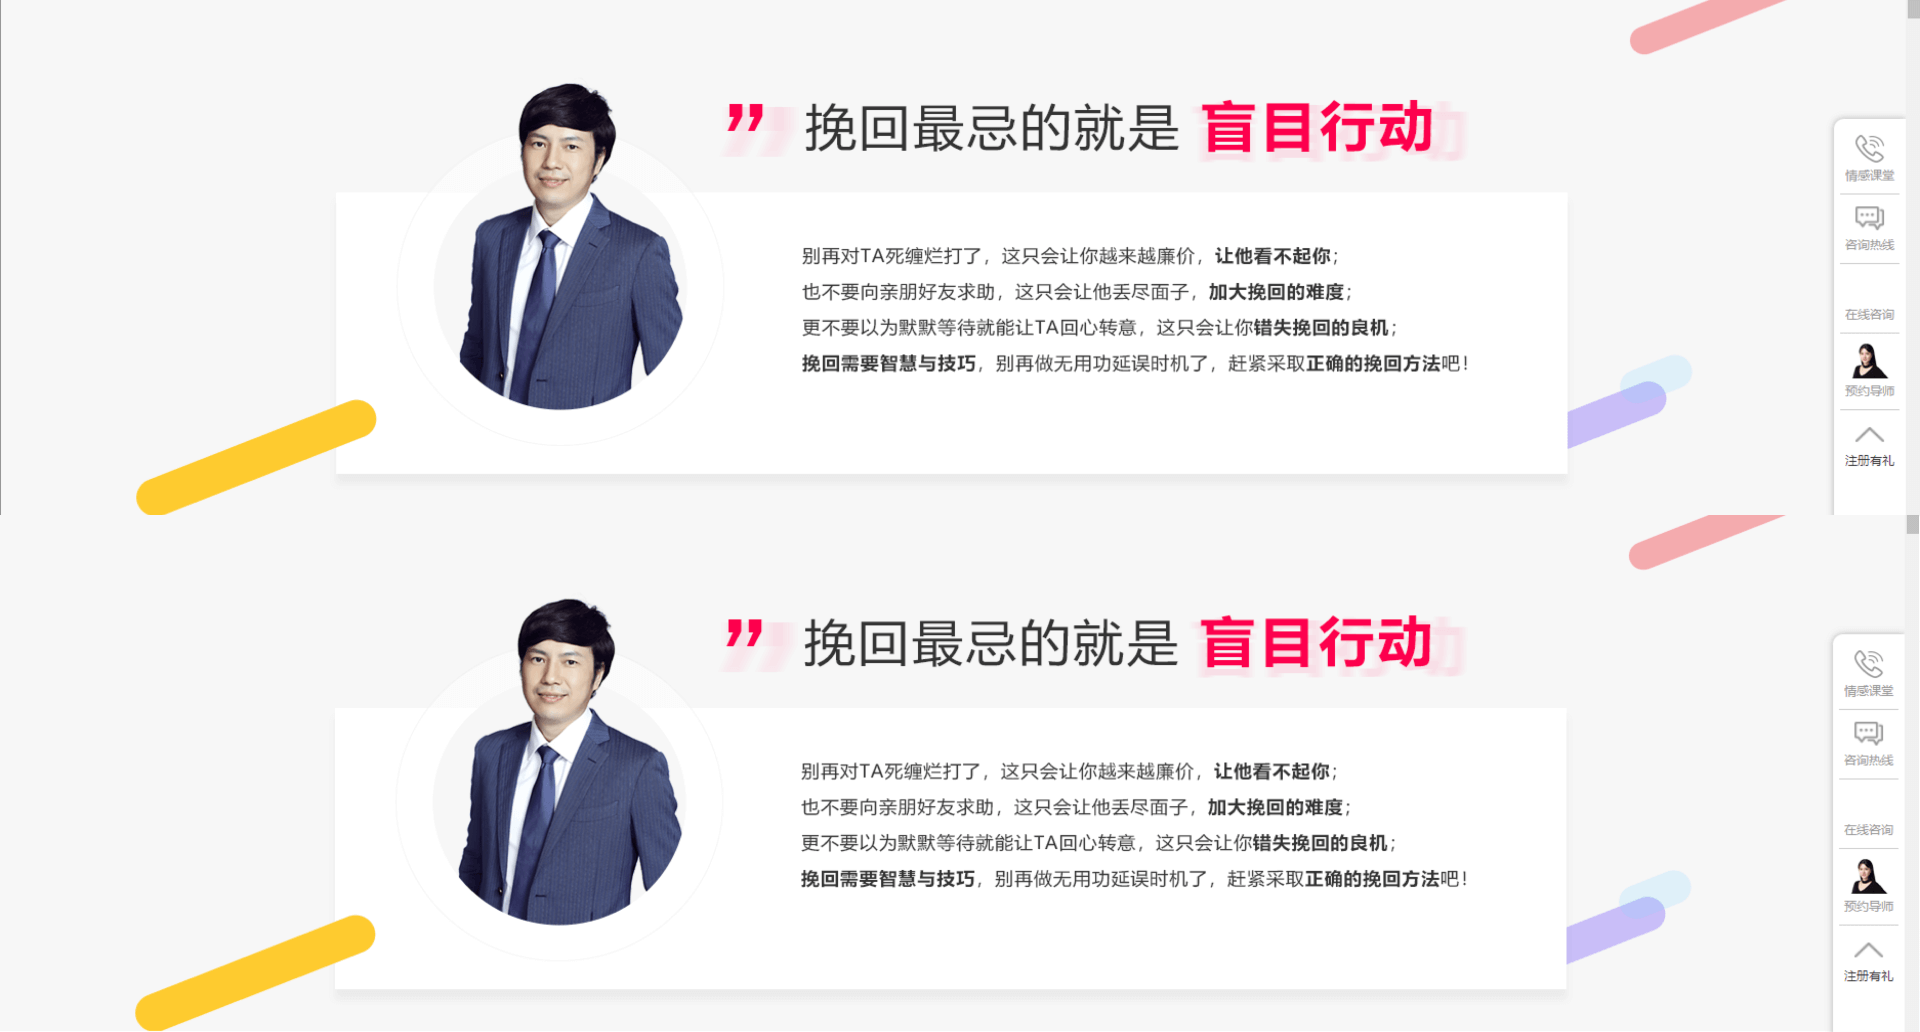 ” 挽回最忌的就是 盲目行动
别再对TA死缠烂打了，这只会让你越来越廉价，让他看不起你；
也不要向亲朋好友求助，这只会让他丢尽面子，加大挽回的难度；
更不要以为默默等待就能让TA回心转意，这只会让你错失挽回的良机；
挽回需要智慧与技巧，别再做无用功延误时机了，赶紧采取正确的挽回方法吧！
情感课堂
咨询热线
在线咨询
预约导师
注册有礼
” 挽回最忌的就是 盲目行动
别再对TA死缠烂打了，这只会让你越来越廉价，让他看不起你；
也不要向亲朋好友求助，这只会让他丢尽面子，加大挽回的难度；
更不要以为默默等待就能让TA回心转意，这只会让你错失挽回的良机；
挽回需要智慧与技巧，别再做无用功延误时机了，赶紧采取正确的挽回方法吧！
情感课堂
咨询热线
在线咨询
预约导师
注册有礼